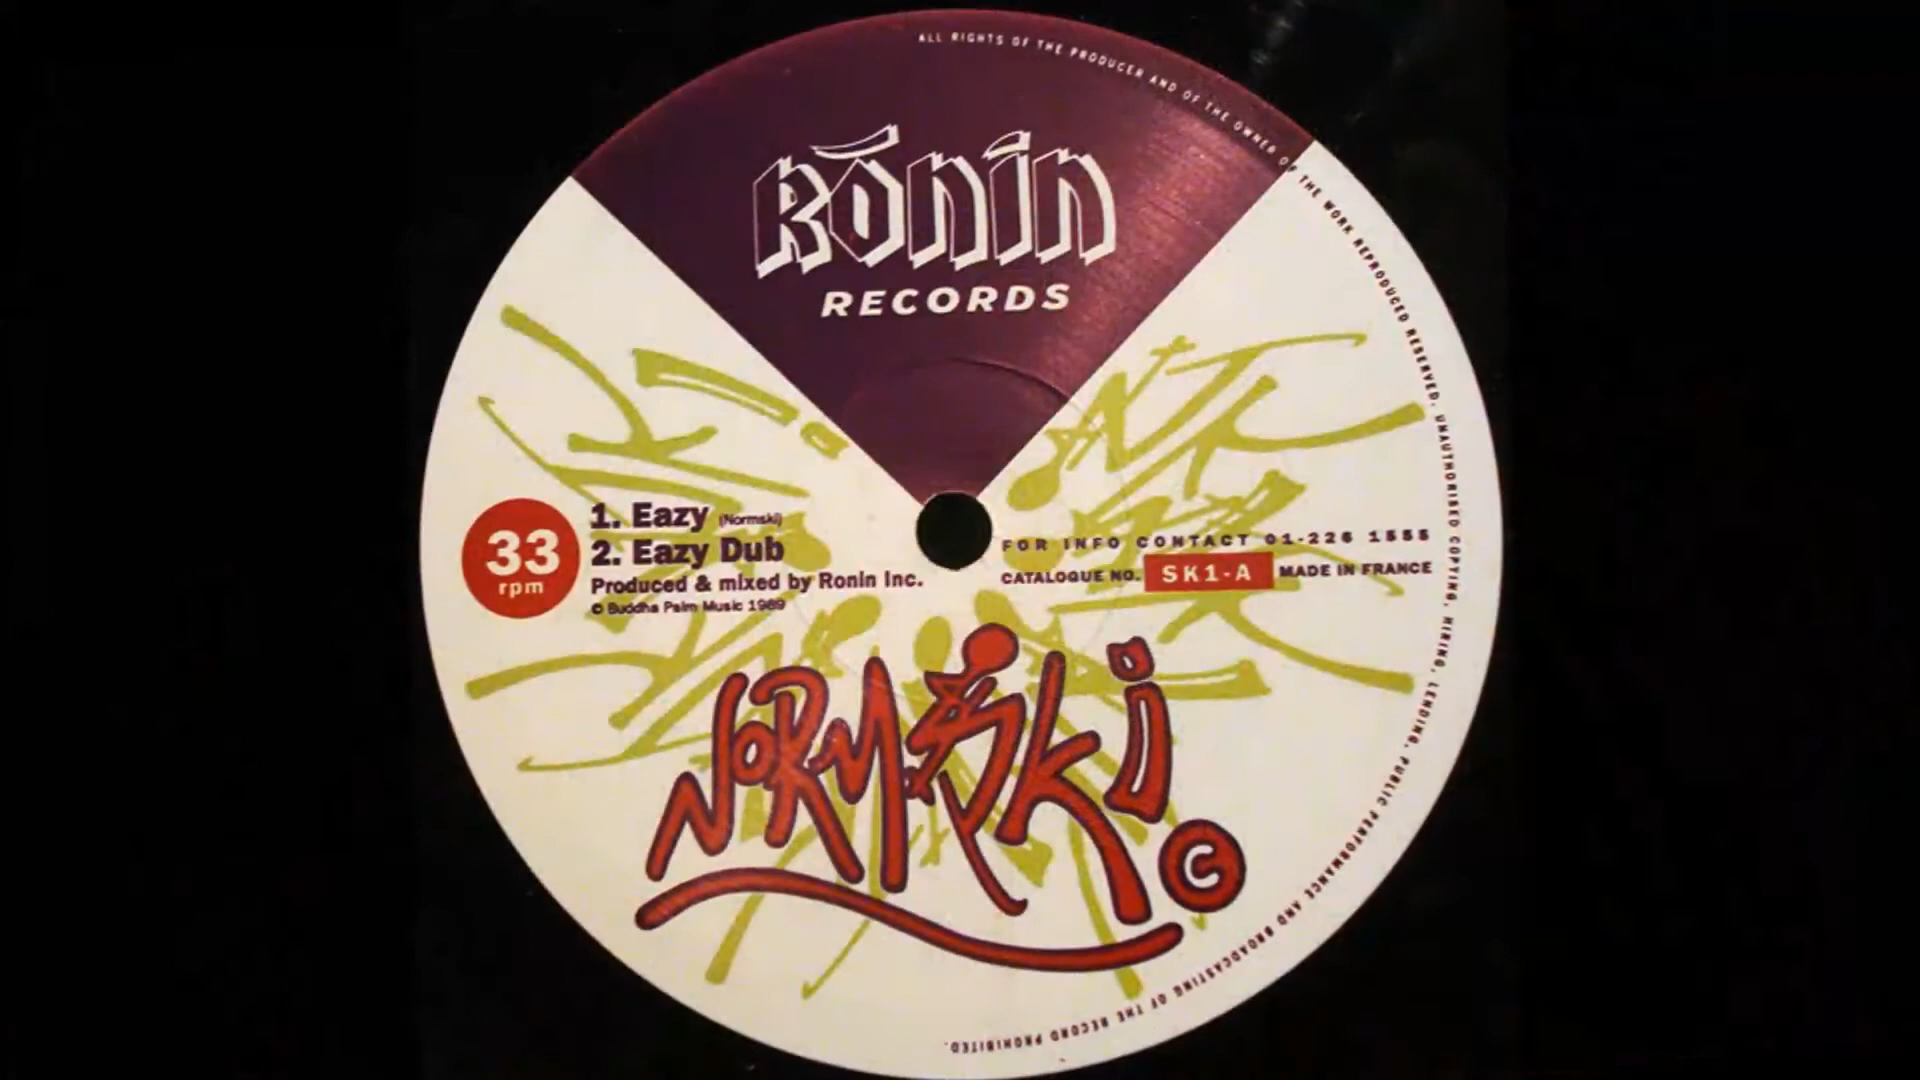 ALL RIGHTS OF THE PRODUCER AND OF THE OWNER OF THE WORK REPRODUCED RESERVED. UNAUTHORISED COPYING, HIRING, LENDING, PUBLIC PERFORMANCE AND BROADCASTING OF THE RECORD PROHIBITED.
Rōnin
RECORDS
33
rpm
1. Eazy (Normski)
2. Eazy Dub
Produced & mixed by Ronin Inc.
© Buddha Palm Music 1989
FOR INFO CONTACT 01-226 1555
CATALOGUE NO. SK1-A MADE IN FRANCE
NORMSKI ©